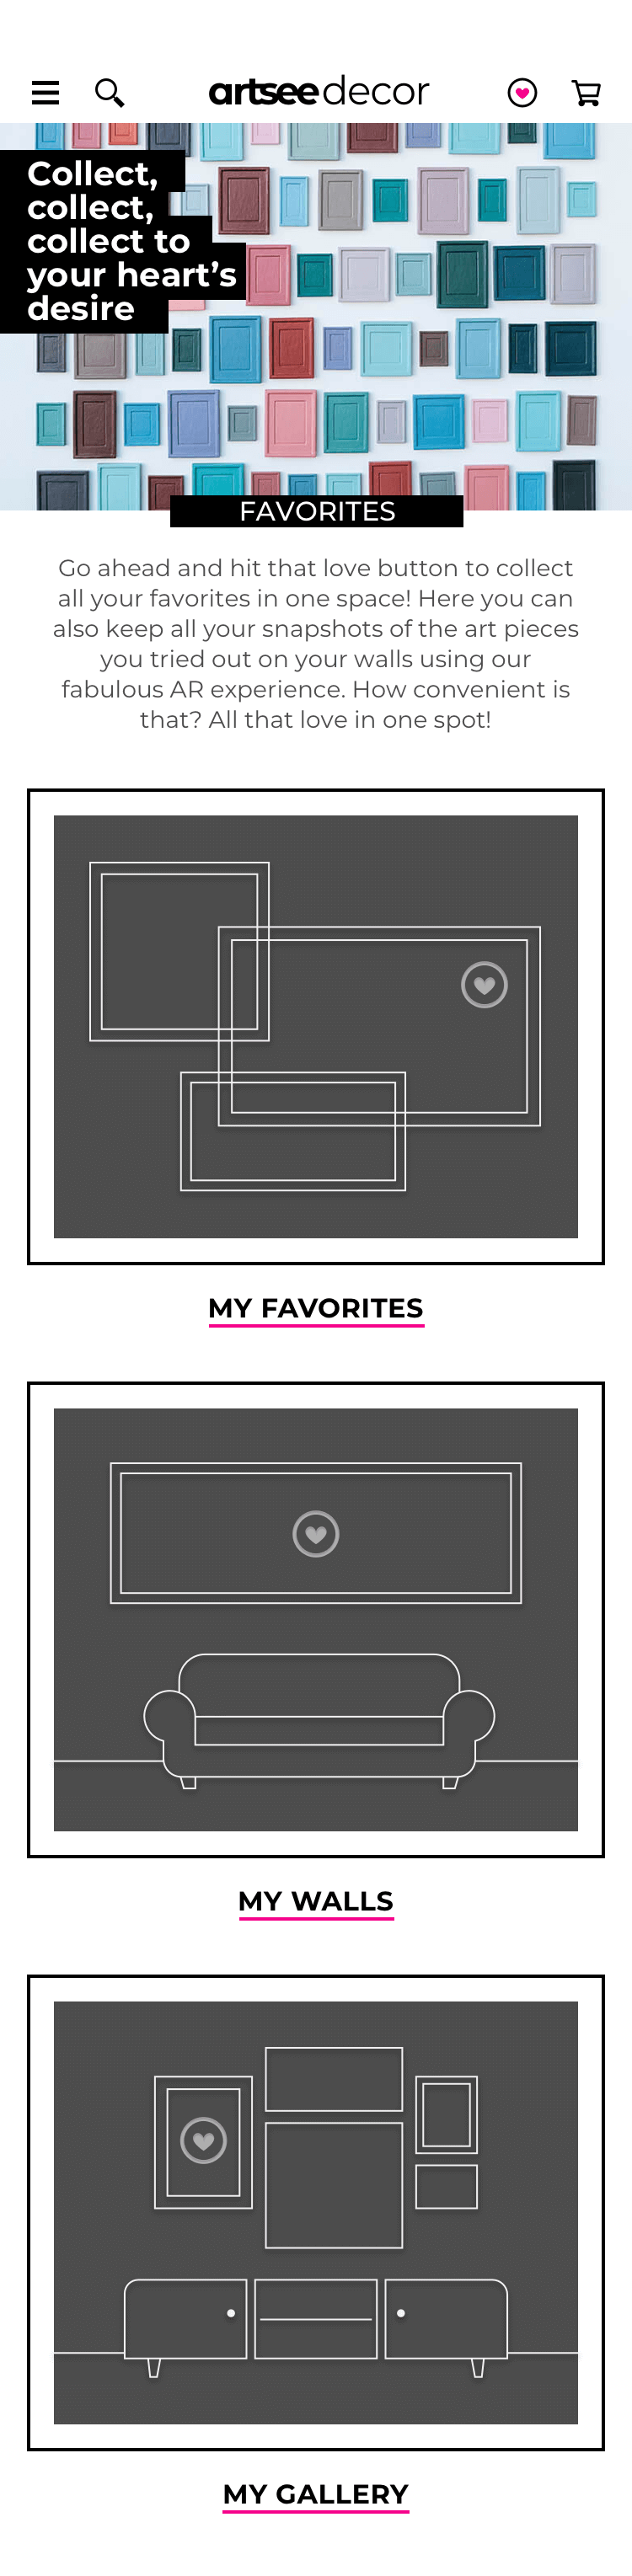 artsee decor
Collect,
collect,
collect to
your heart’s
desire
FAVORITES
Go ahead and hit that love button to collect
all your favorites in one space! Here you can
also keep all your snapshots of the art pieces
you tried out on your walls using our
fabulous AR experience. How convenient is
that? All that love in one spot!
MY FAVORITES
MY WALLS
MY GALLERY